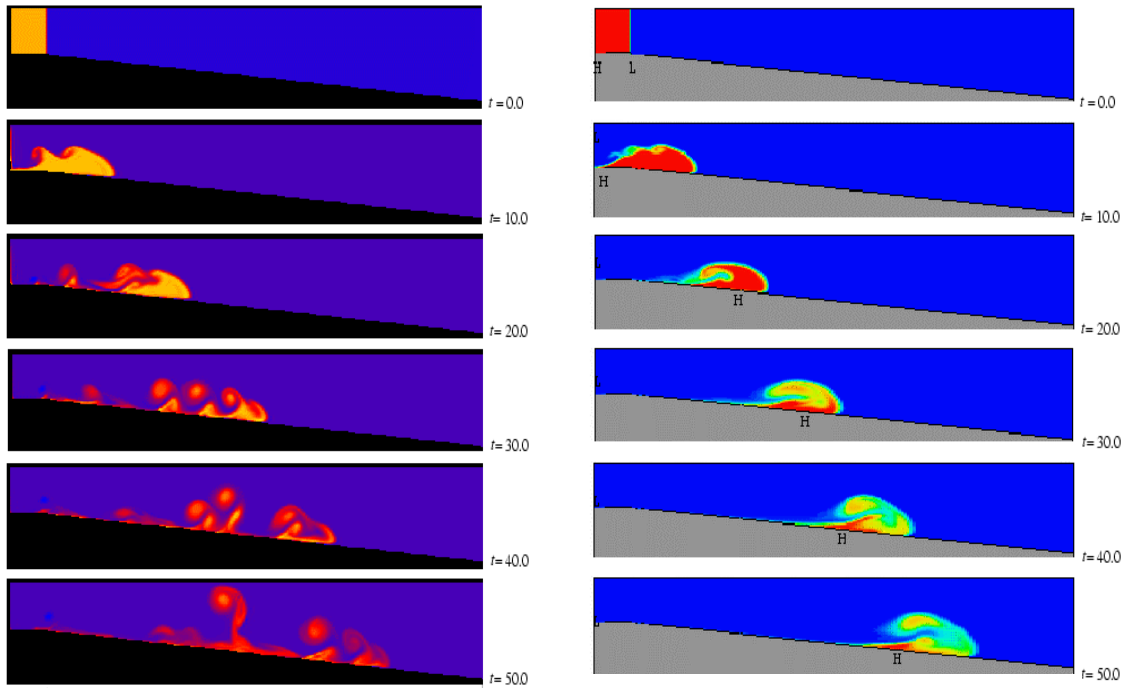 H L
t = 0.0 t = 0.0
L
H
t = 10.0 t = 10.0
L
H
t = 20.0 t = 20.0
L
H
t = 30.0 t = 30.0
L
H
t = 40.0 t = 40.0
L
H
t = 50.0 t = 50.0